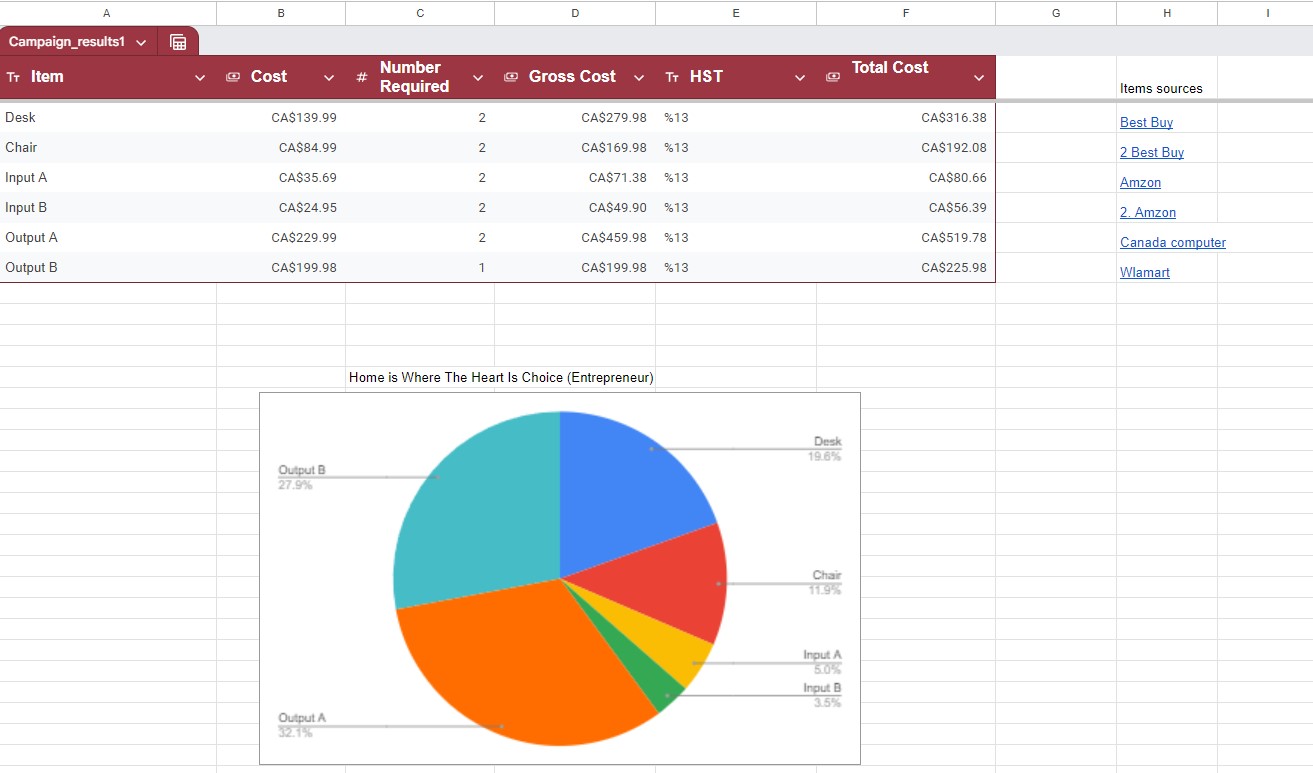 A B C D E F G H I
Campaign_results1
Item Cost Number Required Gross Cost HST Total Cost
Items sources
Desk CA$139.99 2 CA$279.98 %13 CA$316.38 Best Buy
Chair CA$84.99 2 CA$169.98 %13 CA$192.08 2 Best Buy
Input A CA$35.69 2 CA$71.38 %13 CA$80.66 Amzon
Input B CA$24.95 2 CA$49.90 %13 CA$56.39 2. Amzon
Output A CA$229.99 2 CA$459.98 %13 CA$519.78 Canada computer
Output B CA$199.98 1 CA$199.98 %13 CA$225.98 Wlamart
Home is Where The Heart Is Choice (Entrepreneur)
Desk
19.6%
Output B
27.9%
Chair
11.9%
Input A
5.0%
Input B
3.5%
Output A
32.1%